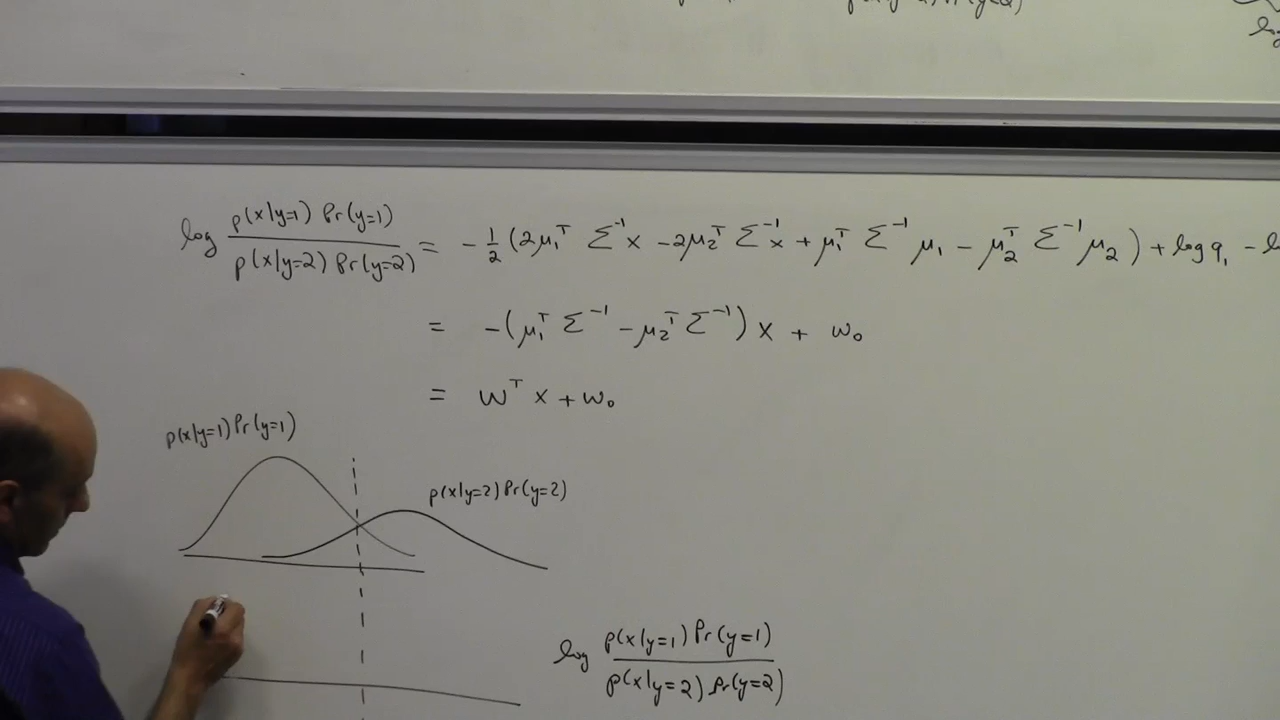 log p(x|y=1) Pr(y=1) / p(x|y=2) Pr(y=2) = -1/2 (2μ₁ᵀ Σ⁻¹x - 2μ₂ᵀ Σ⁻¹x + μ₁ᵀ Σ⁻¹ μ₁ - μ₂ᵀ Σ⁻¹ μ₂) + log q₁ -
= -(μ₁ᵀ Σ⁻¹ - μ₂ᵀ Σ⁻¹) x + w₀
= wᵀ x + w₀
p(x|y=1) Pr(y=1)
p(x|y=2) Pr(y=2)
log p(x|y=1) Pr(y=1) / p(x|y=2) Pr(y=2)